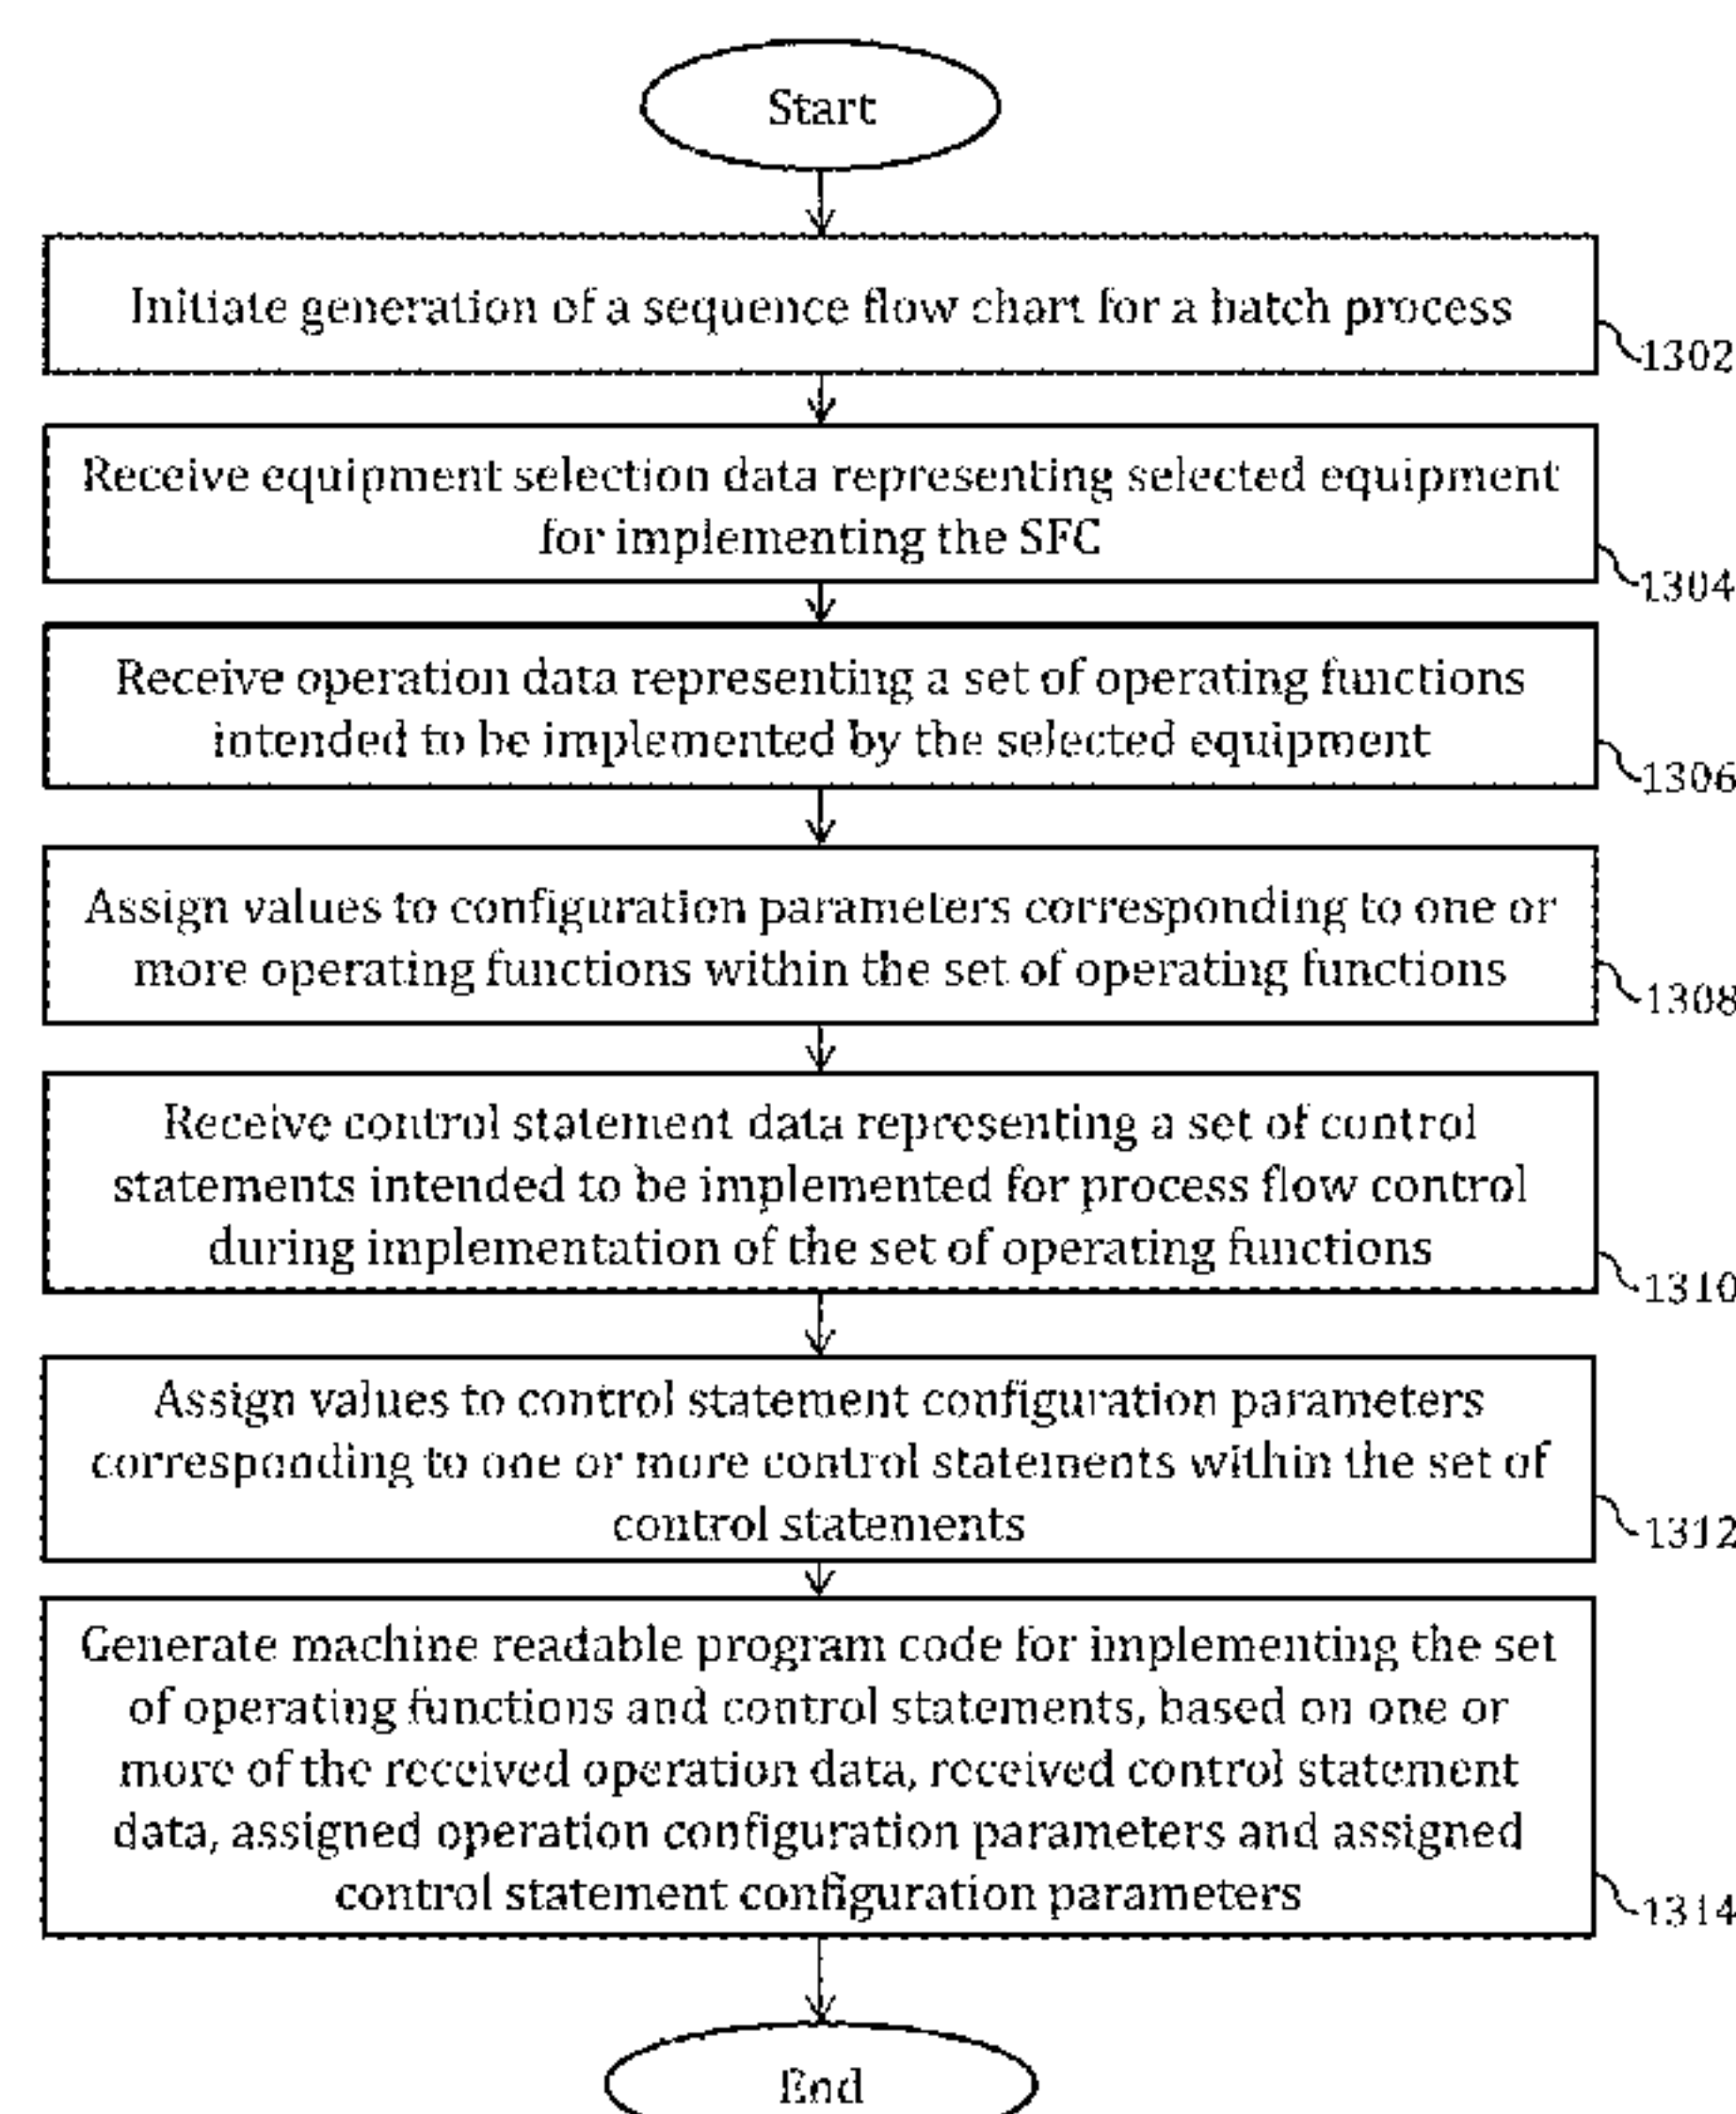 Start
Initiate generation of a sequence flow chart for a batch process
1302
Receive equipment selection data representing selected equipment
for implementing the SFC
1304
Receive operation data representing a set of operating functions
intended to be implemented by the selected equipment
1306
Assign values to configuration parameters corresponding to one or
more operating functions within the set of operating functions
1308
Receive control statement data representing a set of control
statements intended to be implemented for process flow control
during implementation of the set of operating functions
1310
Assign values to control statement configuration parameters
corresponding to one or more control statements within the set of
control statements
1312
Generate machine readable program code for implementing the set
of operating functions and control statements, based on one or
more of the received operation data, received control statement
data, assigned operation configuration parameters and assigned
control statement configuration parameters
1314
End